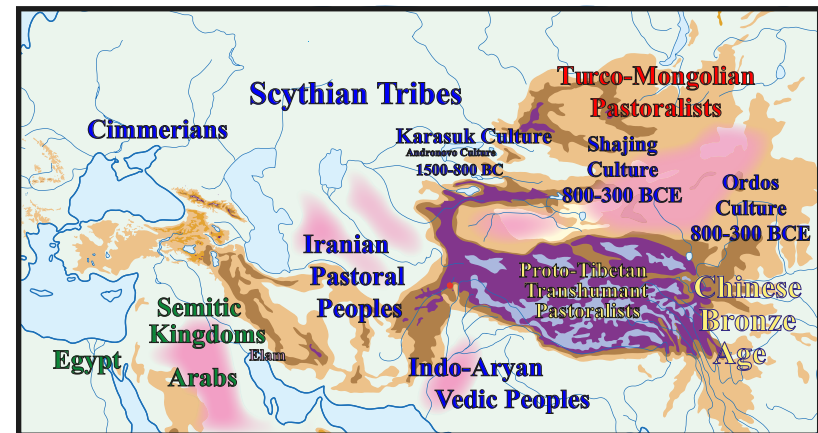 Turco-Mongolian
Pastoralists
Scythian Tribes
Cimmerians
Karasuk Culture
Andronovo Culture
1500-800 BC
Shajing
Culture
800-300 BCE
Ordos
Culture
800-300 BCE
Iranian
Pastoral
Peoples
Proto-Tibetan
Transhumant
Pastoralists
Chinese
Bronze
Age
Semitic
Kingdoms
Arabs
Elam
Egypt
Indo-Aryan
Vedic Peoples